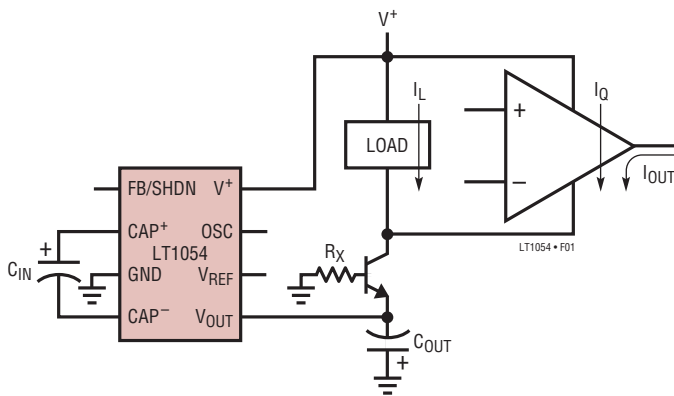 V+
IL
IQ
LOAD
+
−
IOUT
LT1054 • F01
FB/SHDN V+
CAP+ OSC
LT1054
GND VREF
CAP− VOUT
+
CIN
RX
COUT
+